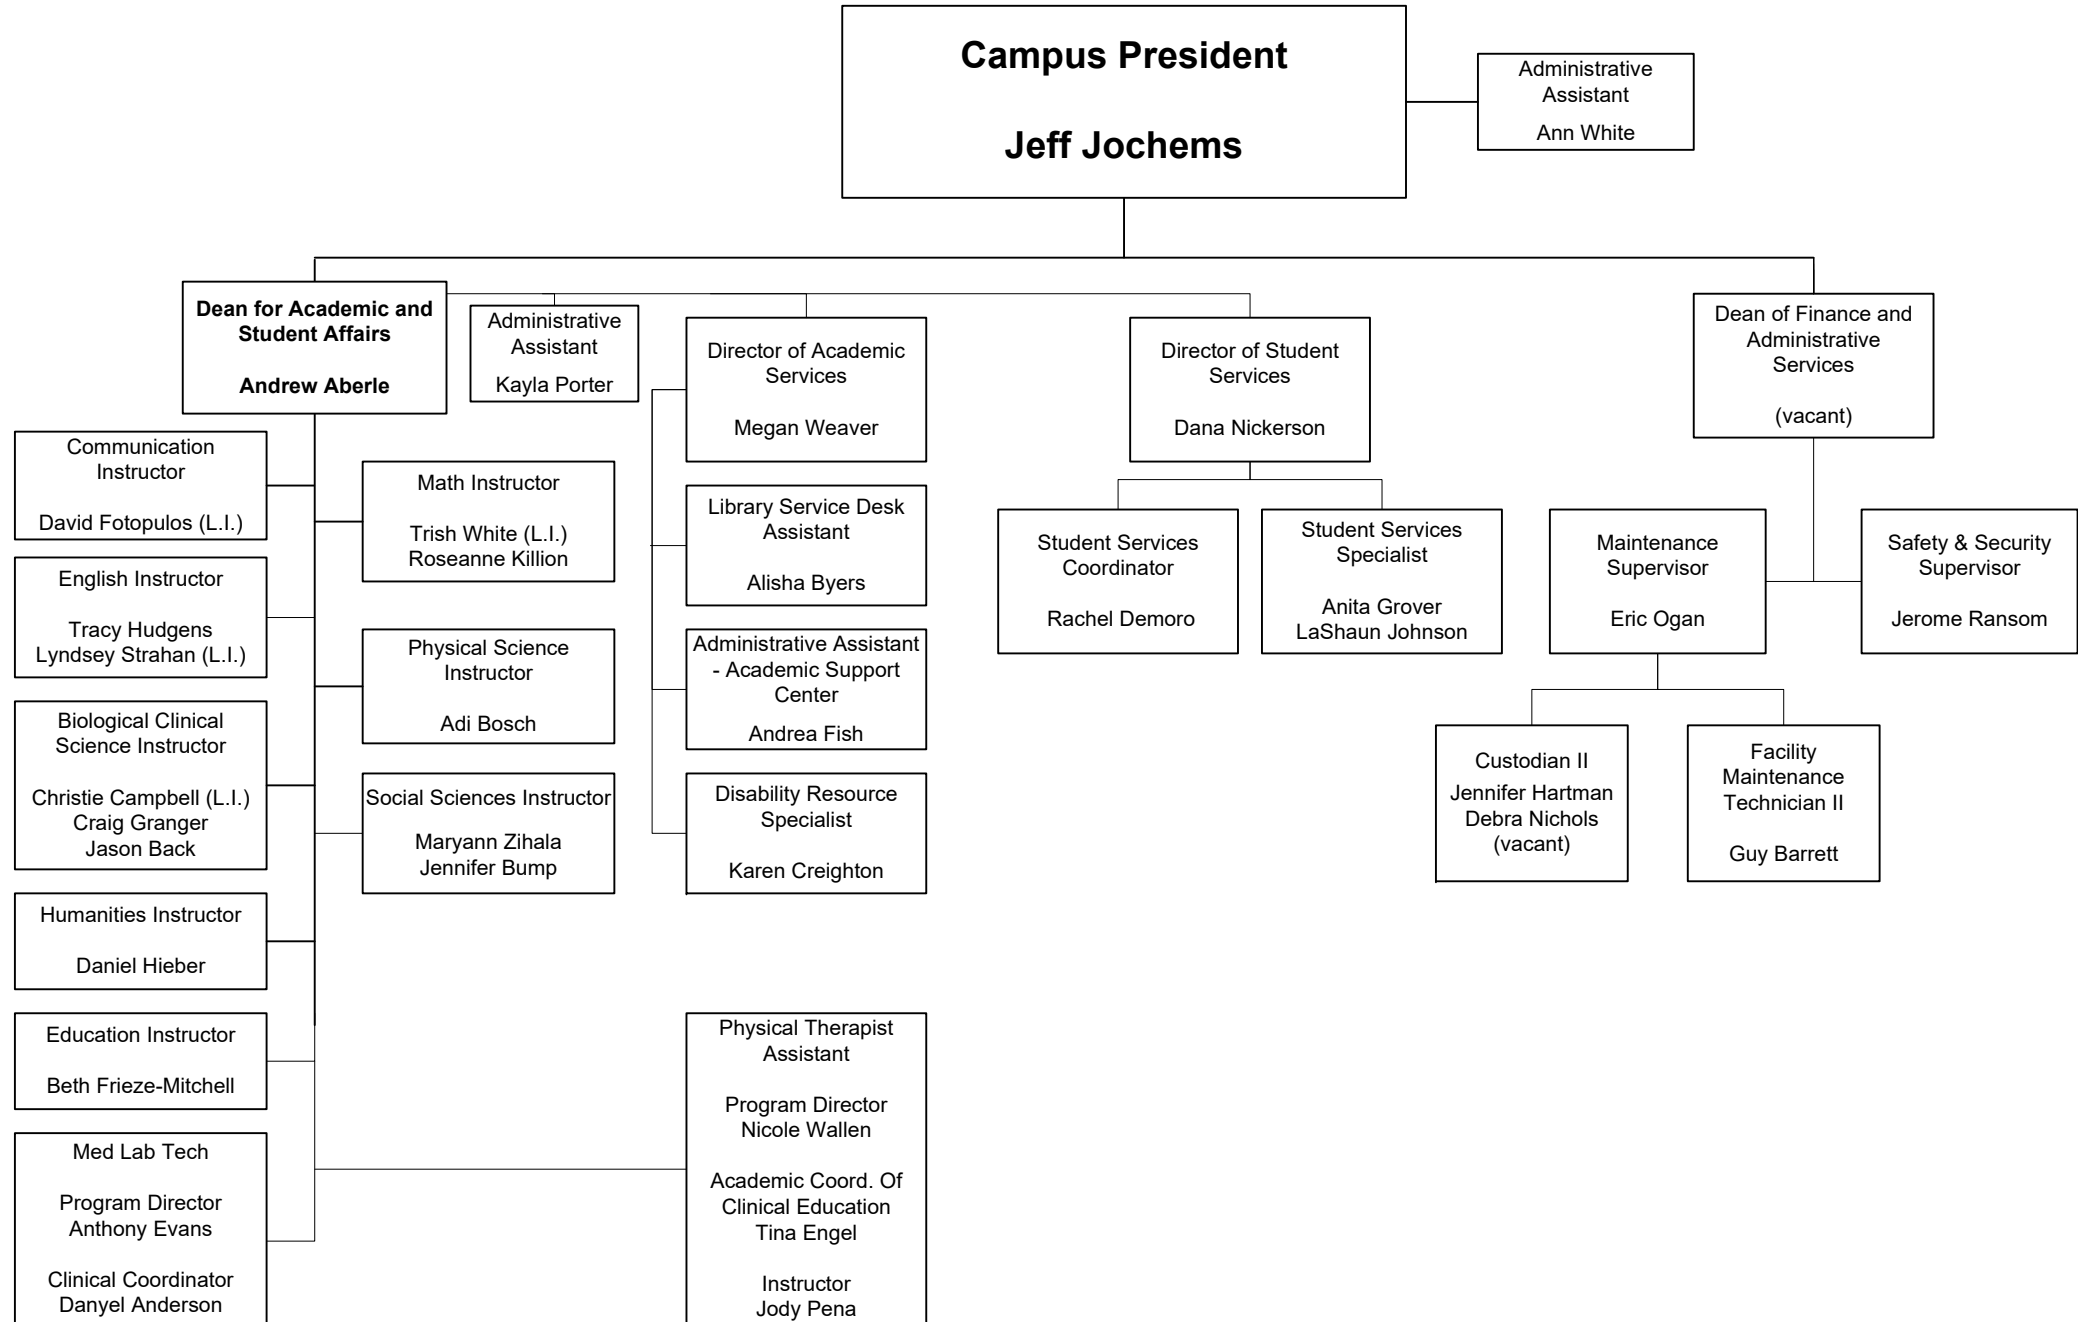 Campus President
Jeff Jochems
Administrative
Assistant
Ann White
Dean for Academic and
Student Affairs
Andrew Aberle
Administrative
Assistant
Kayla Porter
Director of Academic
Services
Megan Weaver
Director of Student
Services
Dana Nickerson
Dean of Finance and
Administrative
Services
(vacant)
Communication
Instructor
David Fotopulos (L.I.)
Math Instructor
Trish White (L.I.)
Roseanne Killion
Library Service Desk
Assistant
Alisha Byers
Student Services
Coordinator
Rachel Demoro
Student Services
Specialist
Anita Grover
LaShaun Johnson
Maintenance
Supervisor
Eric Ogan
Safety & Security
Supervisor
Jerome Ransom
English Instructor
Tracy Hudgens
Lyndsey Strahan (L.I.)
Physical Science
Instructor
Adi Bosch
Administrative Assistant
- Academic Support
Center
Andrea Fish
Biological Clinical
Science Instructor
Christie Campbell (L.I.)
Craig Granger
Jason Back
Social Sciences Instructor
Maryann Zihala
Jennifer Bump
Disability Resource
Specialist
Karen Creighton
Custodian II
Jennifer Hartman
Debra Nichols
(vacant)
Facility
Maintenance
Technician II
Guy Barrett
Humanities Instructor
Daniel Hieber
Education Instructor
Beth Frieze-Mitchell
Physical Therapist
Assistant
Program Director
Nicole Wallen
Academic Coord. Of
Clinical Education
Tina Engel
Instructor
Jody Pena
Med Lab Tech
Program Director
Anthony Evans
Clinical Coordinator
Danyel Anderson